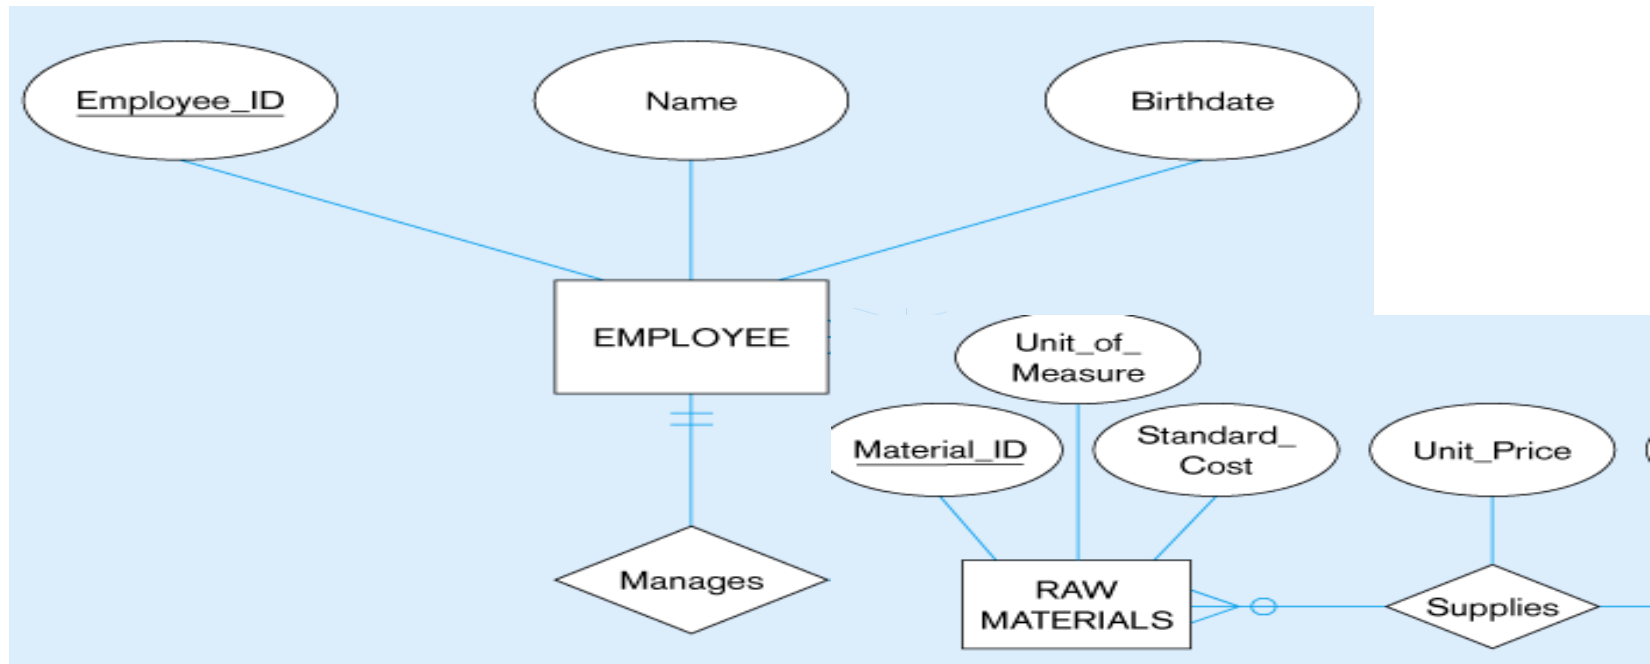 Employee_ID
Name
Birthdate
EMPLOYEE
Unit_of_
Measure
Material_ID
Standard_
Cost
Unit_Price
Manages
RAW
MATERIALS
Supplies